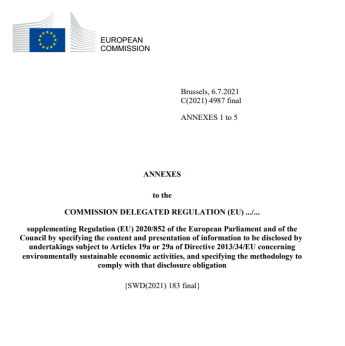 EUROPEAN
COMMISSION
Brussels, 6.7.2021
C(2021) 4987 final
ANNEXES 1 to 5
ANNEXES
to the
COMMISSION DELEGATED REGULATION (EU) .../...
supplementing Regulation (EU) 2020/852 of the European Parliament and of the
Council by specifying the content and presentation of information to be disclosed by
undertakings subject to Articles 19a or 29a of Directive 2013/34/EU concerning
environmentally sustainable economic activities, and specifying the methodology to
comply with that disclosure obligation
{SWD(2021) 183 final}